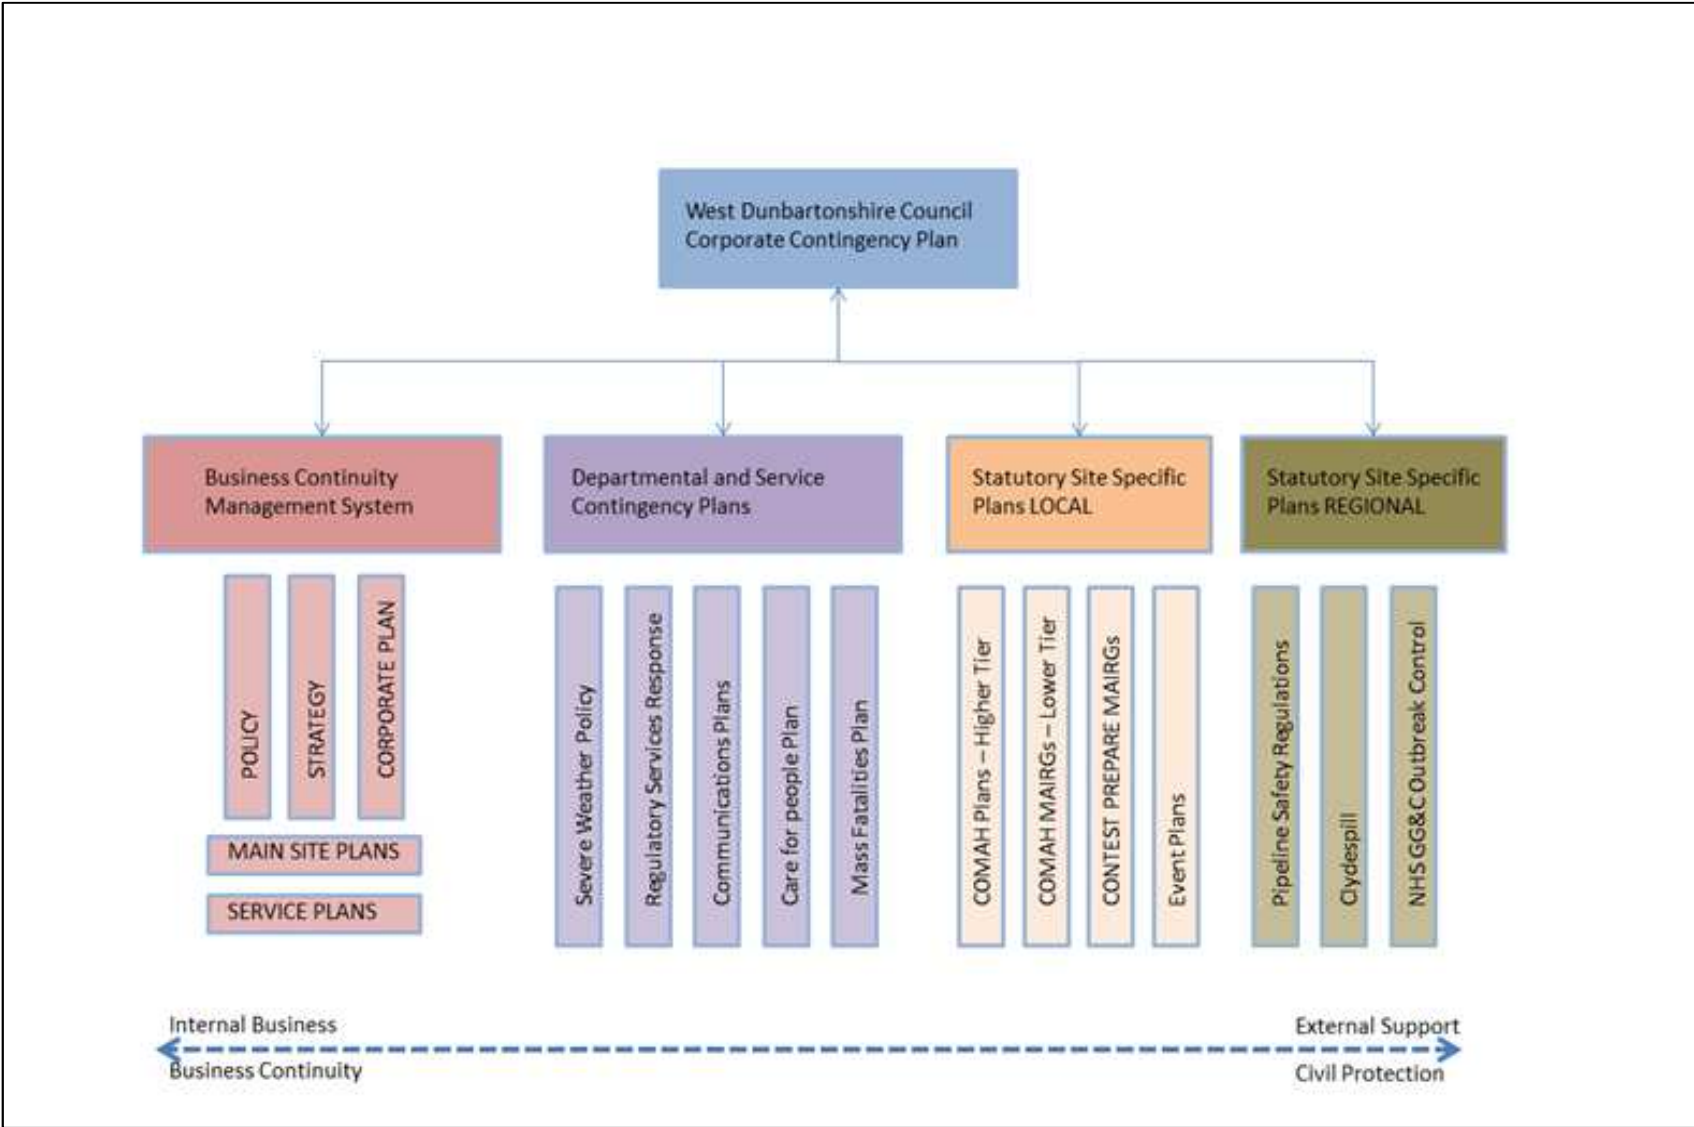 West Dunbartonshire Council
Corporate Contingency Plan
Business Continuity
Management System
Departmental and Service
Contingency Plans
Statutory Site Specific
Plans LOCAL
Statutory Site Specific
Plans REGIONAL
POLICY
STRATEGY
CORPORATE PLAN
MAIN SITE PLANS
SERVICE PLANS
Severe Weather Policy
Regulatory Services Response
Communications Plans
Care for people Plan
Mass Fatalities Plan
COMAH Plans – Higher Tier
COMAH MAIRGs – Lower Tier
CONTEST PREPARE MAIRGs
Event Plans
Pipeline Safety Regulations
Clydespill
NHS GG&C Outbreak Control
Internal Business
Business Continuity
External Support
Civil Protection